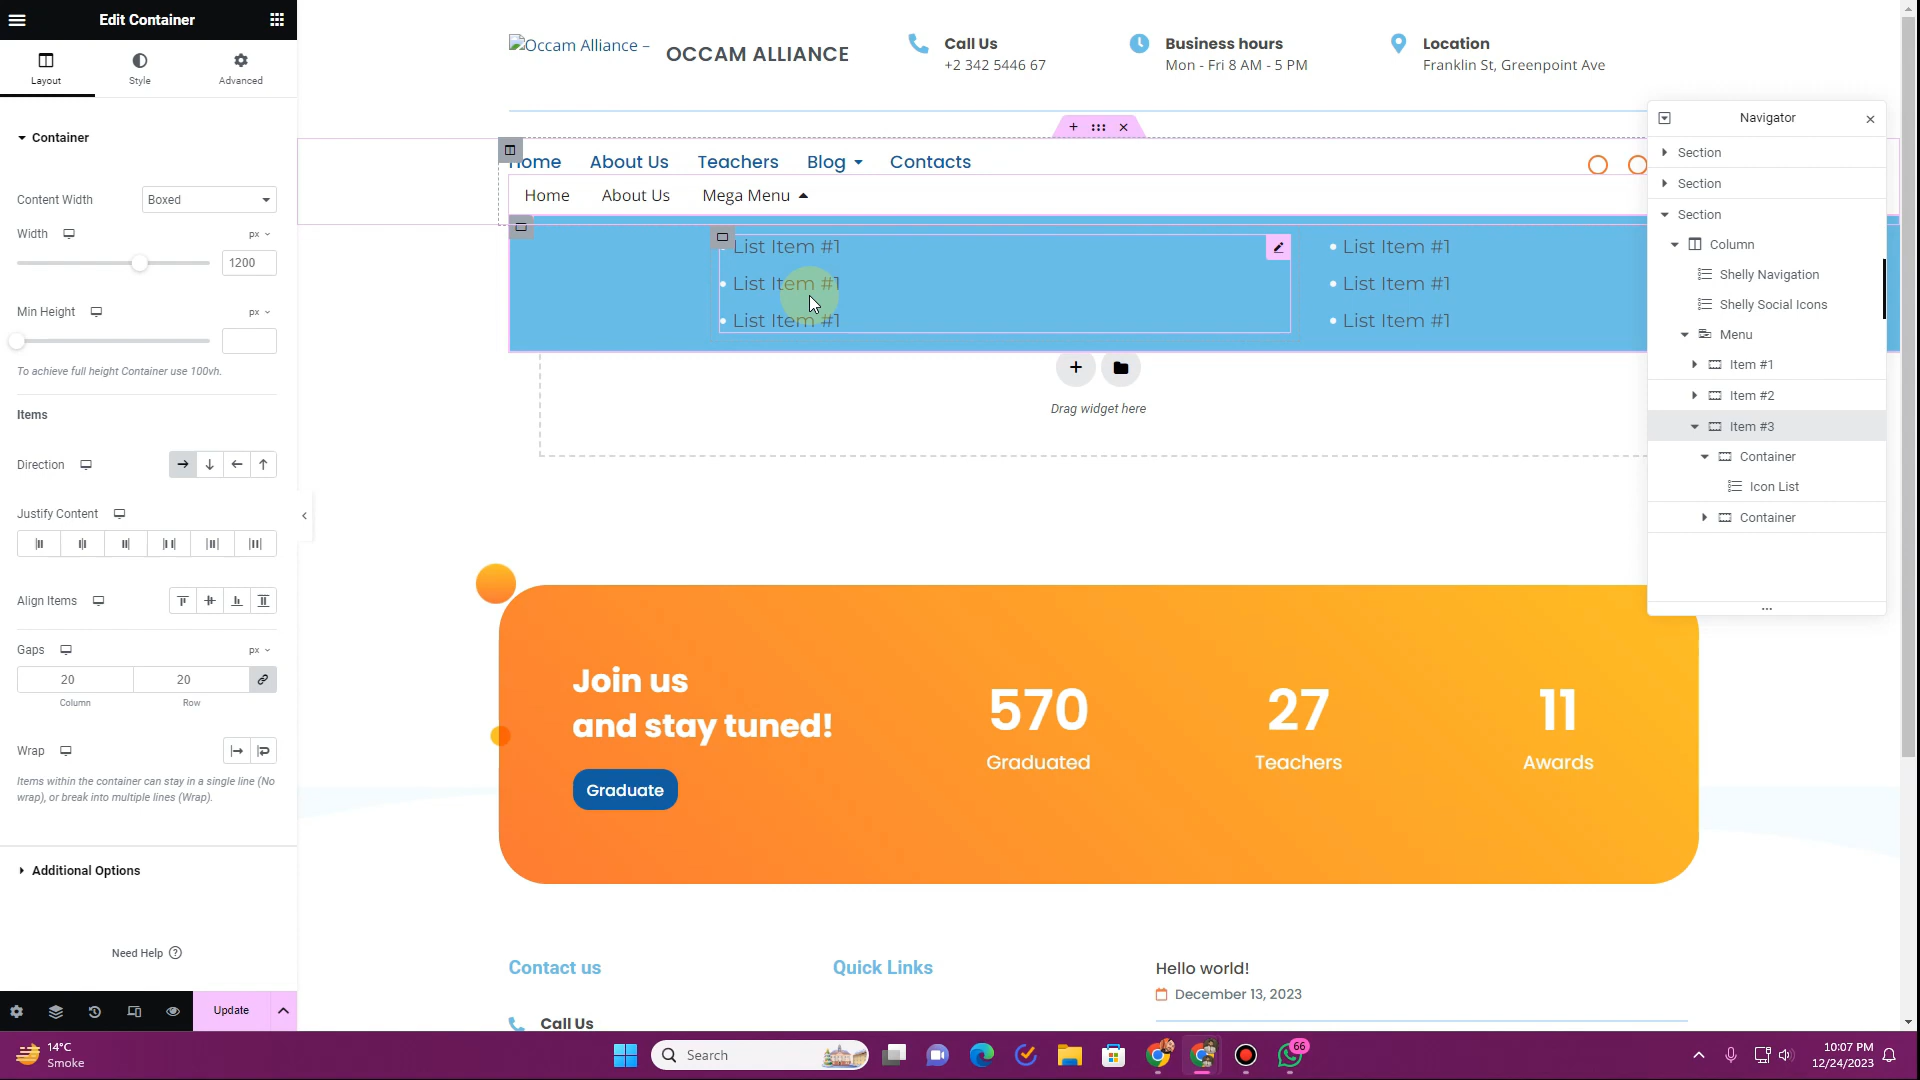 Edit Container
Layout
Style
Advanced
Container
Content Width
Boxed
Width
px
1200
Min Height
px
To achieve full height Container use 100vh.
Items
Direction
Justify Content
Align Items
Gaps
px
20
20
Column
Row
Wrap
Items within the container can stay in a single line (No
wrap), or break into multiple lines (Wrap).
Additional Options
Need Help
Update
Occam Alliance –
OCCAM ALLIANCE
Call Us
+2 342 5446 67
Business hours
Mon - Fri 8 AM - 5 PM
Location
Franklin St, Greenpoint Ave
Home
About Us
Teachers
Blog
Contacts
Home
About Us
Mega Menu
List Item #1
List Item #1
List Item #1
List Item #1
List Item #1
List Item #1
Drag widget here
Join us
and stay tuned!
Graduate
570
Graduated
27
Teachers
11
Awards
Contact us
Call Us
Quick Links
Hello world!
December 13, 2023
Navigator
Section
Section
Section
Column
Shelly Navigation
Shelly Social Icons
Menu
Item #1
Item #2
Item #3
Container
Icon List
Container
14°C
Smoke
Search
66
10:07 PM
12/24/2023